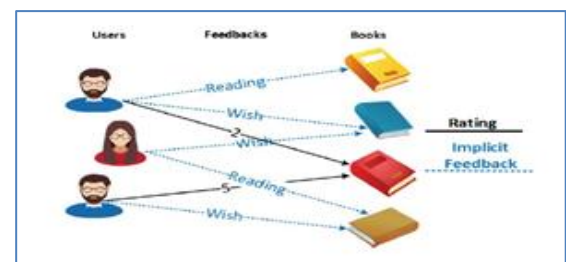 Users Feedbacks Books
Reading
Wish
2
Wish
Rating
Implicit
Feedback
Reading
5
Wish